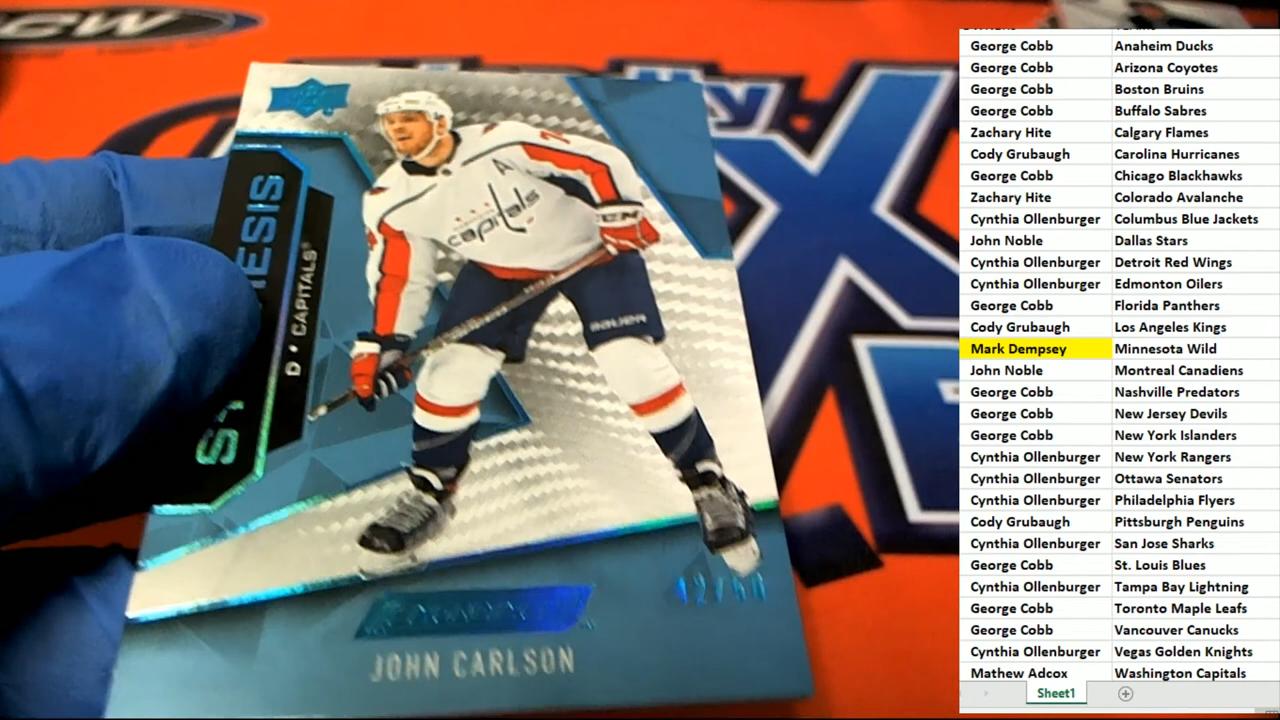 D • CAPITALS
A
capitals
CCM
BAUER
JOHN CARLSON
George Cobb Anaheim Ducks
George Cobb Arizona Coyotes
George Cobb Boston Bruins
George Cobb Buffalo Sabres
Zachary Hite Calgary Flames
Cody Grubaugh Carolina Hurricanes
George Cobb Chicago Blackhawks
Zachary Hite Colorado Avalanche
Cynthia Ollenburger Columbus Blue Jackets
John Noble Dallas Stars
Cynthia Ollenburger Detroit Red Wings
Cynthia Ollenburger Edmonton Oilers
George Cobb Florida Panthers
Cody Grubaugh Los Angeles Kings
Mark Dempsey Minnesota Wild
John Noble Montreal Canadiens
George Cobb Nashville Predators
George Cobb New Jersey Devils
George Cobb New York Islanders
Cynthia Ollenburger New York Rangers
Cynthia Ollenburger Ottawa Senators
Cynthia Ollenburger Philadelphia Flyers
Cody Grubaugh Pittsburgh Penguins
Cynthia Ollenburger San Jose Sharks
George Cobb St. Louis Blues
Cynthia Ollenburger Tampa Bay Lightning
George Cobb Toronto Maple Leafs
George Cobb Vancouver Canucks
Cynthia Ollenburger Vegas Golden Knights
Mathew Adcox Washington Capitals
Sheet1